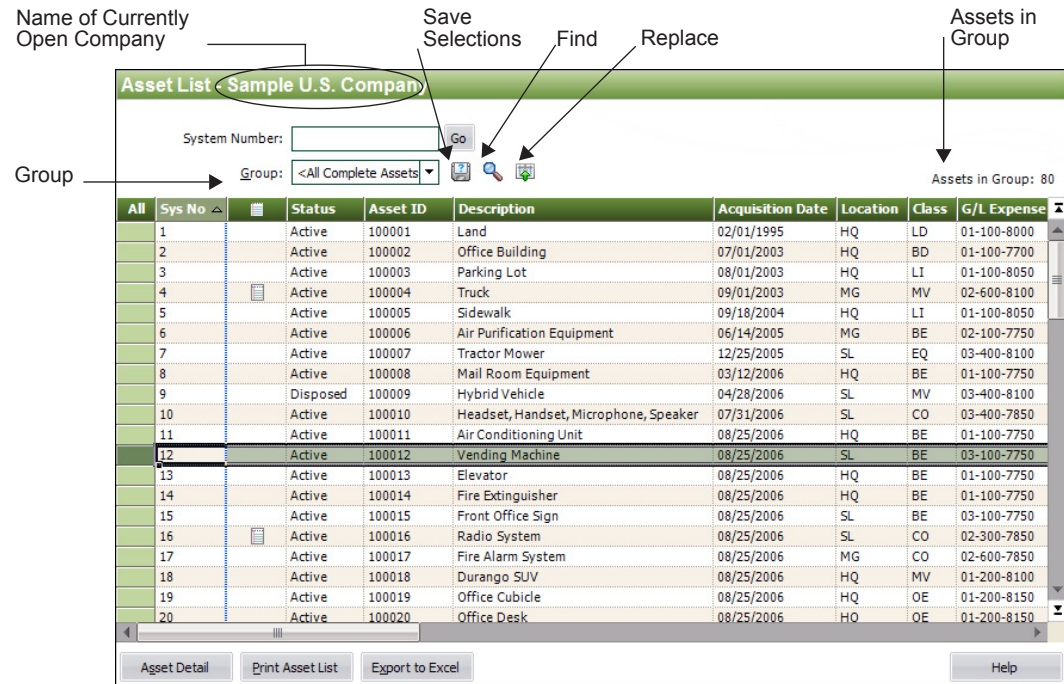 Name of Currently
Open Company
Save
Selections
Find
Replace
Assets in
Group
Asset List - Sample U.S. Company
System Number:
Go
Group
Group:
<All Complete Assets
Assets in Group: 80
All Sys No Status Asset ID Description Acquisition Date Location Class G/L Expense
1 Active 100001 Land 02/01/1995 HQ LD 01-100-8000
2 Active 100002 Office Building 07/01/2003 HQ BD 01-100-7700
3 Active 100003 Parking Lot 08/01/2003 HQ LI 01-100-8050
4 Active 100004 Truck 09/01/2003 MG MV 02-600-8100
5 Active 100005 Sidewalk 09/18/2004 HQ LI 01-100-8050
6 Active 100006 Air Purification Equipment 06/14/2005 MG BE 02-100-7750
7 Active 100007 Tractor Mower 12/25/2005 SL EQ 03-400-8100
8 Active 100008 Mail Room Equipment 03/12/2006 HQ BE 01-100-7750
9 Disposed 100009 Hybrid Vehicle 04/28/2006 SL MV 03-400-8100
10 Active 100010 Headset, Handset, Microphone, Speaker 07/31/2006 SL CO 03-400-7850
11 Active 100011 Air Conditioning Unit 08/25/2006 HQ BE 01-100-7750
12 Active 100012 Vending Machine 08/25/2006 SL BE 03-100-7750
13 Active 100013 Elevator 08/25/2006 HQ BE 01-100-7750
14 Active 100014 Fire Extinguisher 08/25/2006 HQ BE 01-100-7750
15 Active 100015 Front Office Sign 08/25/2006 SL BE 03-100-7750
16 Active 100016 Radio System 08/25/2006 SL CO 02-300-7850
17 Active 100017 Fire Alarm System 08/25/2006 MG CO 02-600-7850
18 Active 100018 Durango SUV 08/25/2006 HQ MV 01-200-8100
19 Active 100019 Office Cubicle 08/25/2006 HQ OE 01-200-8150
20 Active 100020 Office Desk 08/25/2006 HQ OE 01-200-8150
Asset Detail
Print Asset List
Export to Excel
Help